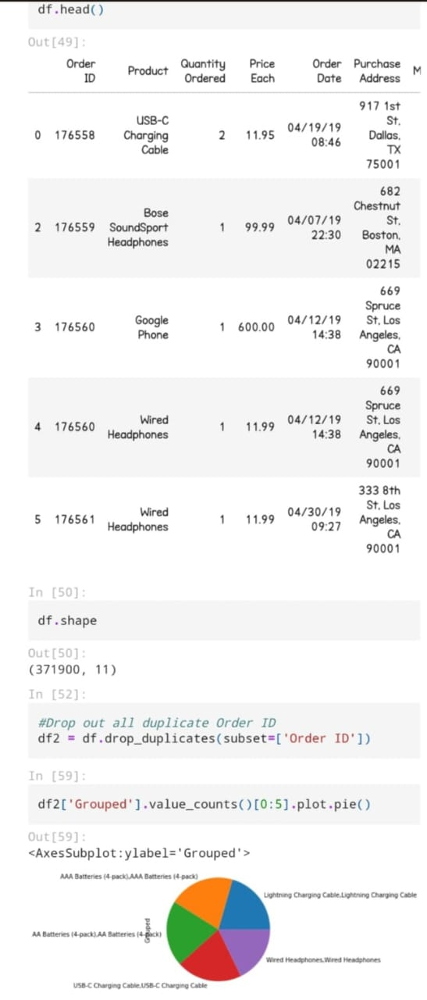 df.head()
Out[49]:
Order ID Product Quantity Ordered Price Each Order Date Purchase Address M
0 176558 USB-C Charging Cable 2 11.95 04/19/19 08:46 917 1st St, Dallas, TX 75001
2 176559 Bose SoundSport Headphones 1 99.99 04/07/19 22:30 682 Chestnut St, Boston, MA 02215
3 176560 Google Phone 1 600.00 04/12/19 14:38 669 Spruce St, Los Angeles, CA 90001
4 176560 Wired Headphones 1 11.99 04/12/19 14:38 669 Spruce St, Los Angeles, CA 90001
5 176561 Wired Headphones 1 11.99 04/30/19 09:27 333 8th St, Los Angeles, CA 90001
In [50]:
df.shape
Out[50]:
(371900, 11)
In [52]:
#Drop out all duplicate Order ID
df2 = df.drop_duplicates(subset=['Order ID'])
In [59]:
df2['Grouped'].value_counts()[0:5].plot.pie()
Out[59]:
<AxesSubplot:ylabel='Grouped'>
AAA Batteries (4-pack),AAA Batteries (4-pack)
Lightning Charging Cable,Lightning Charging Cable
AA Batteries (4-pack),AA Batteries (4-pack)
Grouped
Wired Headphones,Wired Headphones
USB-C Charging Cable,USB-C Charging Cable